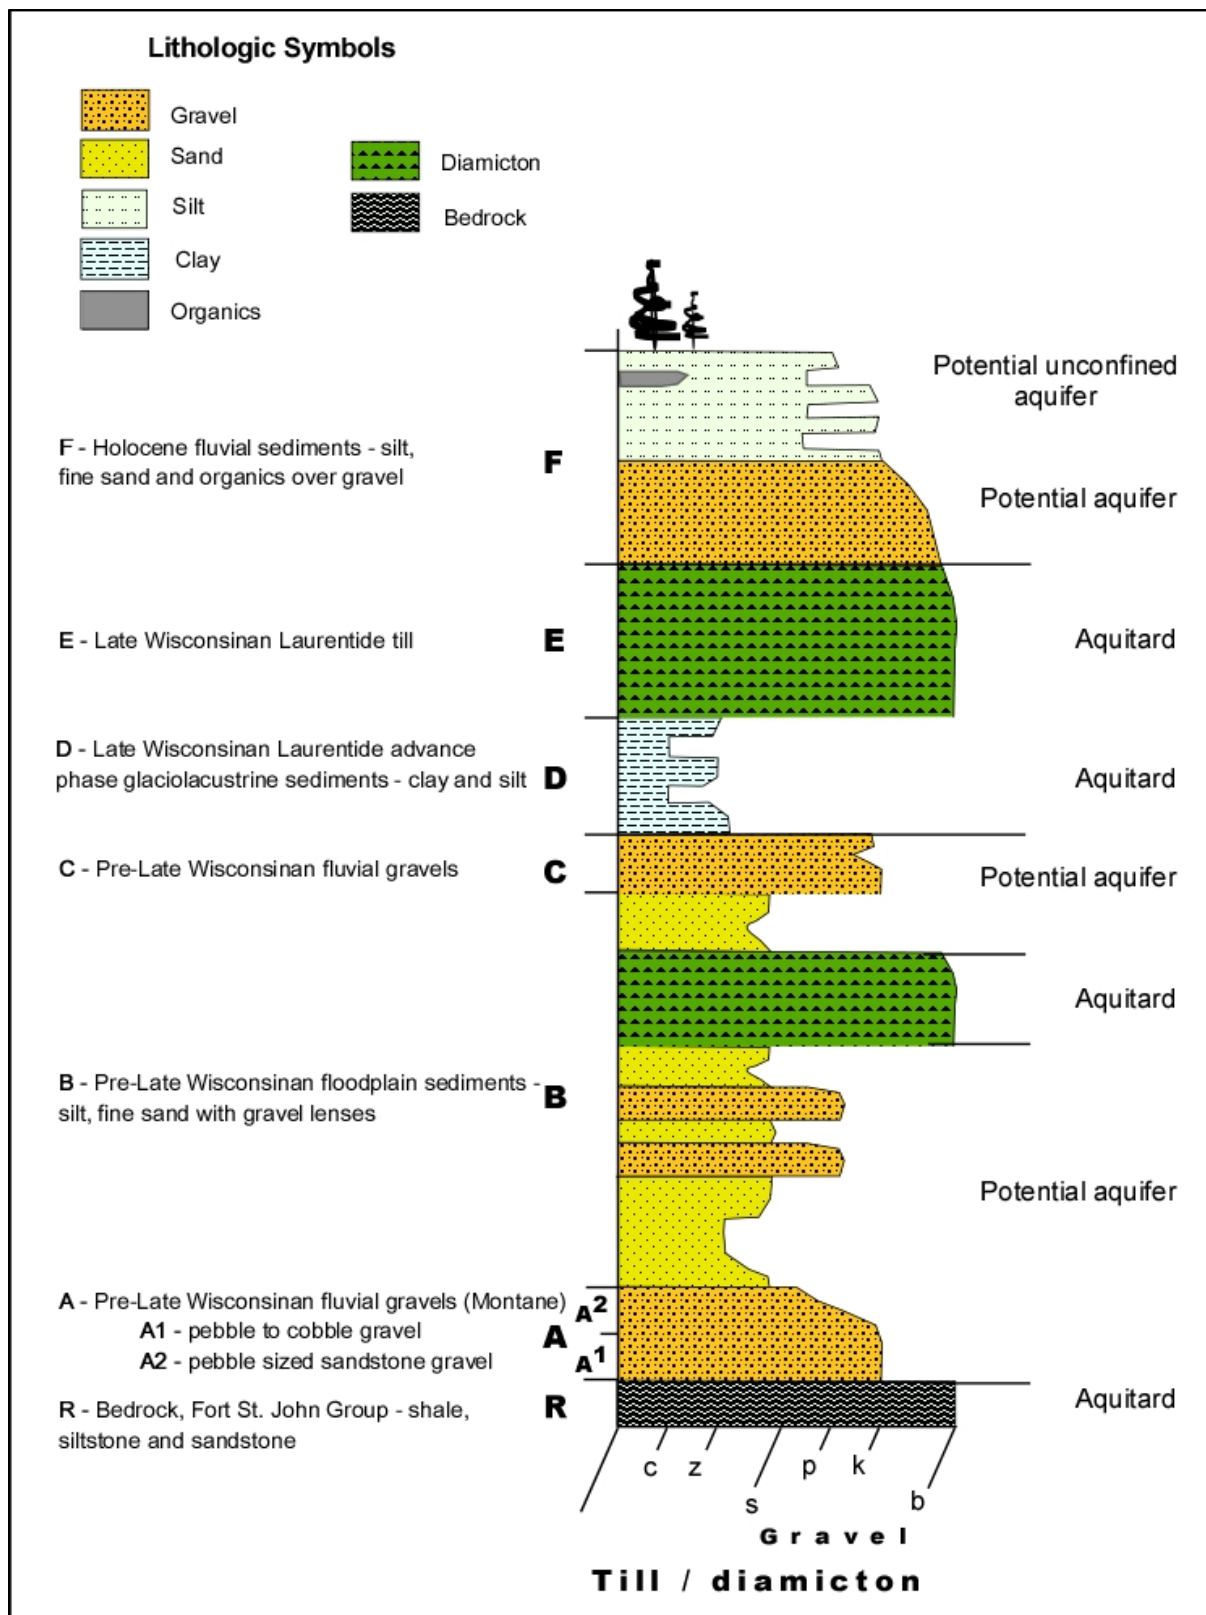 Lithologic Symbols
Gravel
Sand
Silt
Clay
Organics
Diamicton
Bedrock
Potential unconfined
aquifer
F - Holocene fluvial sediments - silt,
fine sand and organics over gravel
F
Potential aquifer
E - Late Wisconsinan Laurentide till
E
Aquitard
D - Late Wisconsinan Laurentide advance
phase glaciolacustrine sediments - clay and silt
D
Aquitard
C - Pre-Late Wisconsinan fluvial gravels
C
Potential aquifer
Aquitard
B - Pre-Late Wisconsinan floodplain sediments -
silt, fine sand with gravel lenses
B
Potential aquifer
A - Pre-Late Wisconsinan fluvial gravels (Montane)
A1 - pebble to cobble gravel
A2 - pebble sized sandstone gravel
A²
A
A¹
R - Bedrock, Fort St. John Group - shale,
siltstone and sandstone
R
Aquitard
c z s p k b
Gravel
Till / diamicton